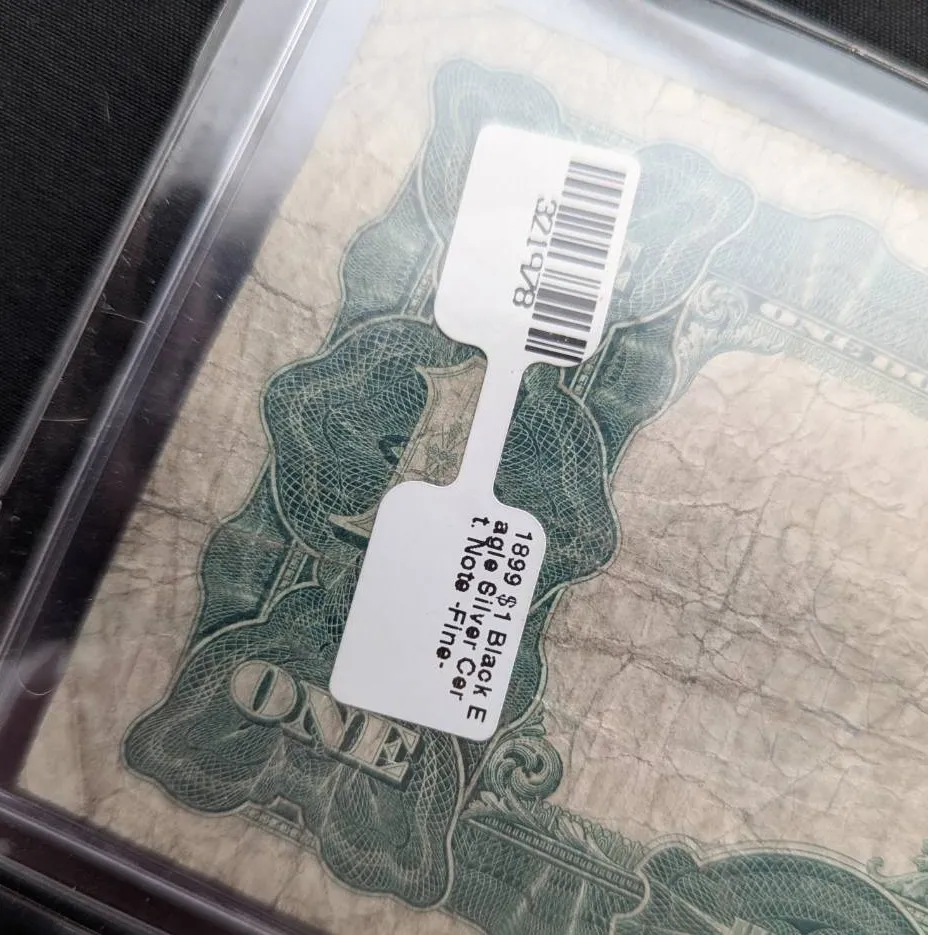 321978
1899 $1 Black E
agle Silver Cer
t. Note -Fine-
ONE
ONE